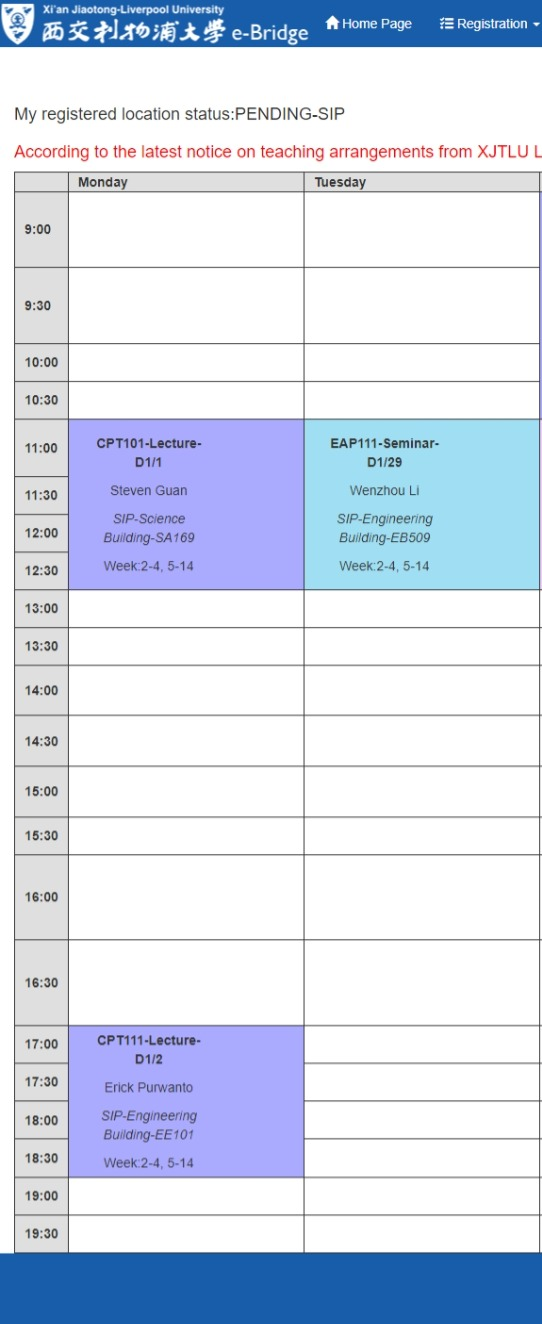 Xi'an Jiaotong-Liverpool University
西交利物浦大學 e-Bridge
Home Page
Registration
My registered location status:PENDING-SIP
According to the latest notice on teaching arrangements from XJTLU L
Monday
Tuesday
9:00
9:30
10:00
10:30
11:00
11:30
12:00
12:30
CPT101-Lecture-
D1/1
Steven Guan
SIP-Science
Building-SA169
Week:2-4, 5-14
EAP111-Seminar-
D1/29
Wenzhou Li
SIP-Engineering
Building-EB509
Week:2-4, 5-14
13:00
13:30
14:00
14:30
15:00
15:30
16:00
16:30
17:00
17:30
18:00
18:30
CPT111-Lecture-
D1/2
Erick Purwanto
SIP-Engineering
Building-EE101
Week:2-4, 5-14
19:00
19:30